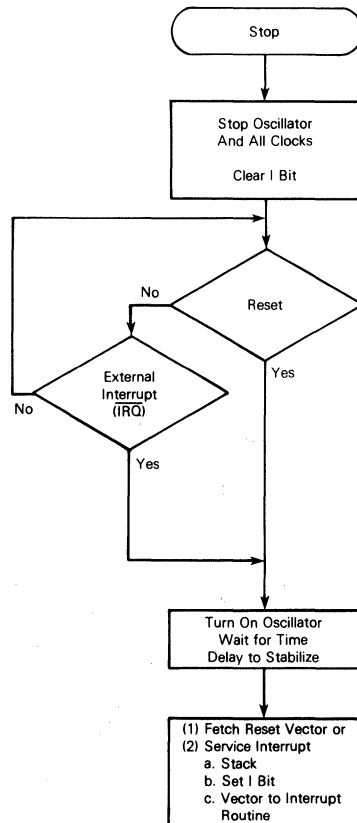 Stop
Stop Oscillator
And All Clocks
Clear I Bit
Reset
No
Yes
External
Interrupt
(I̅R̅Q̅)
No
Yes
Turn On Oscillator
Wait for Time
Delay to Stabilize
(1) Fetch Reset Vector or
(2) Service Interrupt
a. Stack
b. Set I Bit
c. Vector to Interrupt
Routine